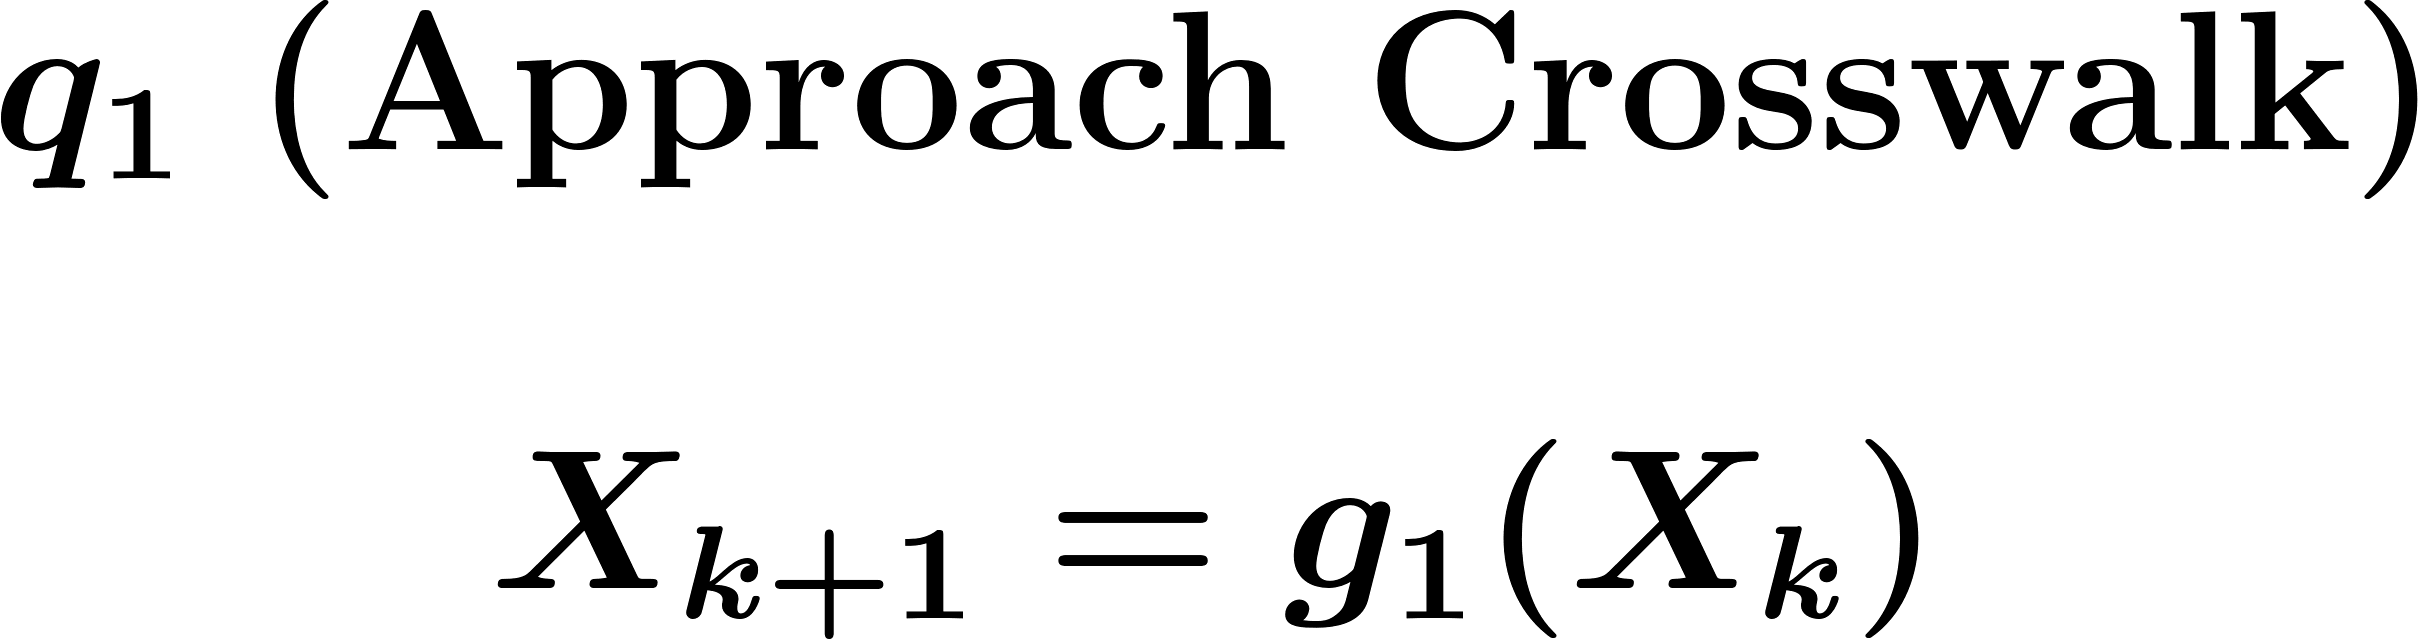 q₁ (Approach Crosswalk)
Xₖ₊₁ = g₁(Xₖ)